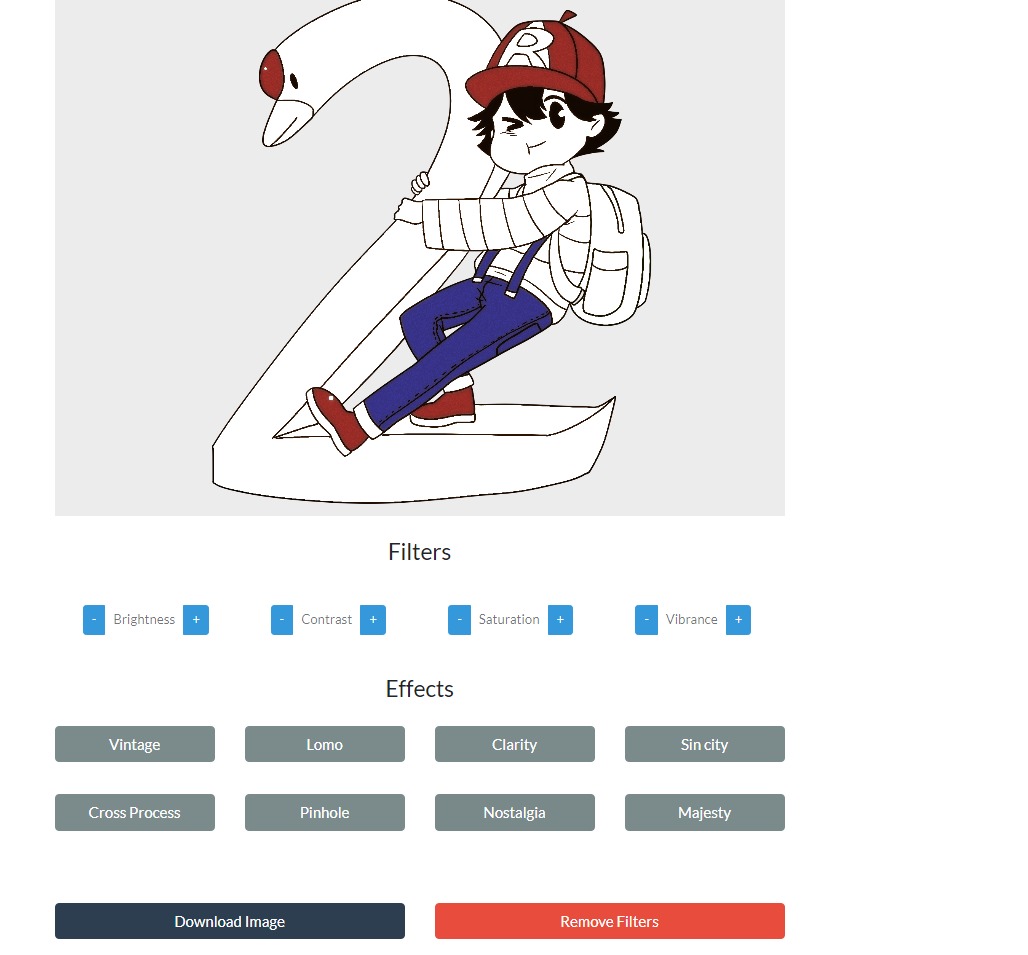 R
Filters
- Brightness + - Contrast + - Saturation + - Vibrance +
Effects
Vintage Lomo Clarity Sin city
Cross Process Pinhole Nostalgia Majesty
Download Image Remove Filters